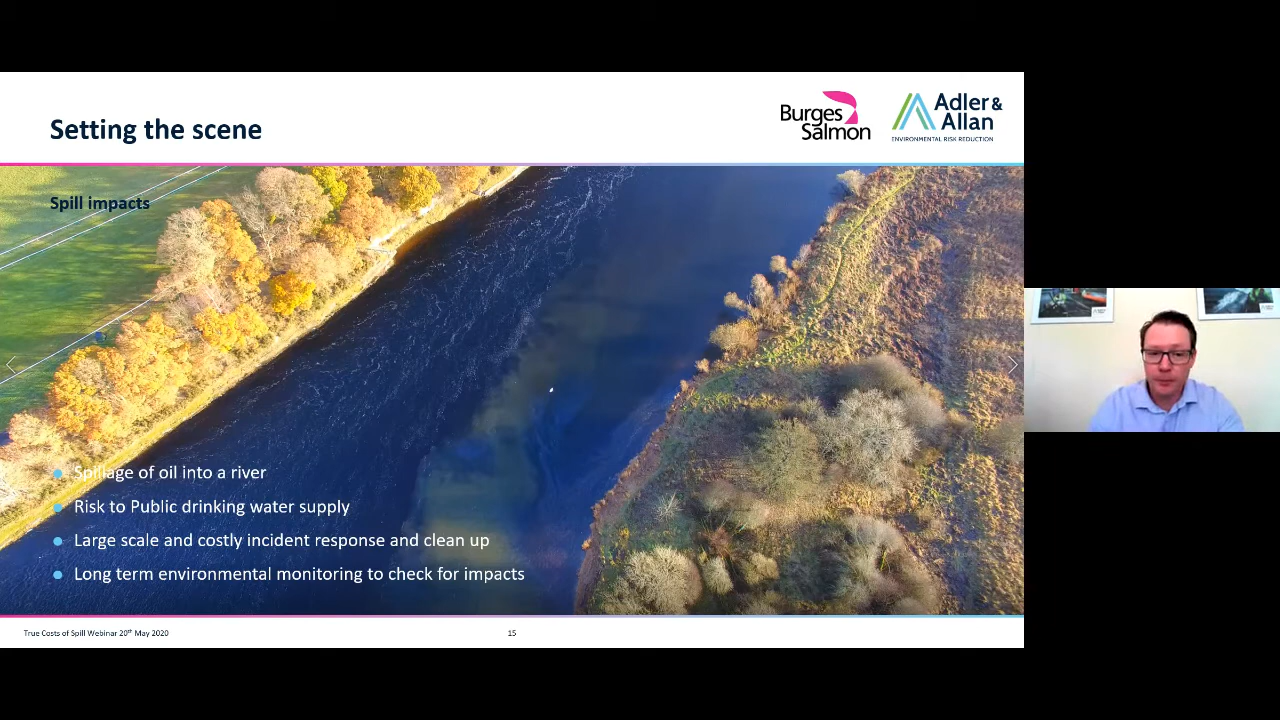 Setting the scene
Burges
Salmon
Adler &
Allan
ENVIRONMENTAL RISK REDUCTION
Spill impacts
Spillage of oil into a river
Risk to Public drinking water supply
Large scale and costly incident response and clean up
Long term environmental monitoring to check for impacts
True Costs of Spill Webinar 20th May 2020
15